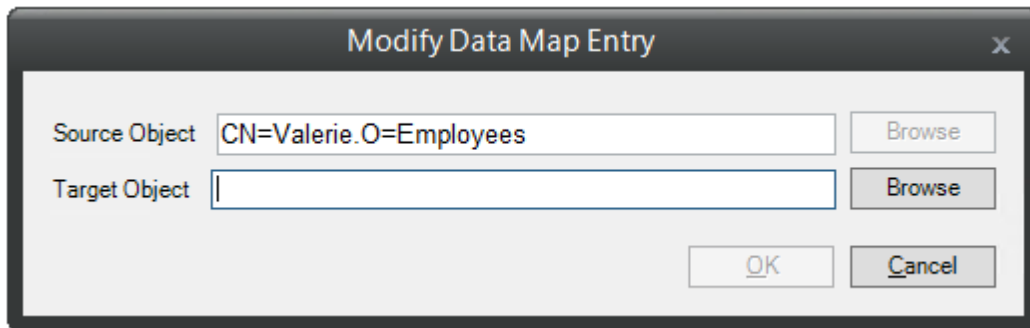 Modify Data Map Entry x
Source Object CN=Valerie.O=Employees Browse
Target Object Browse
OK Cancel